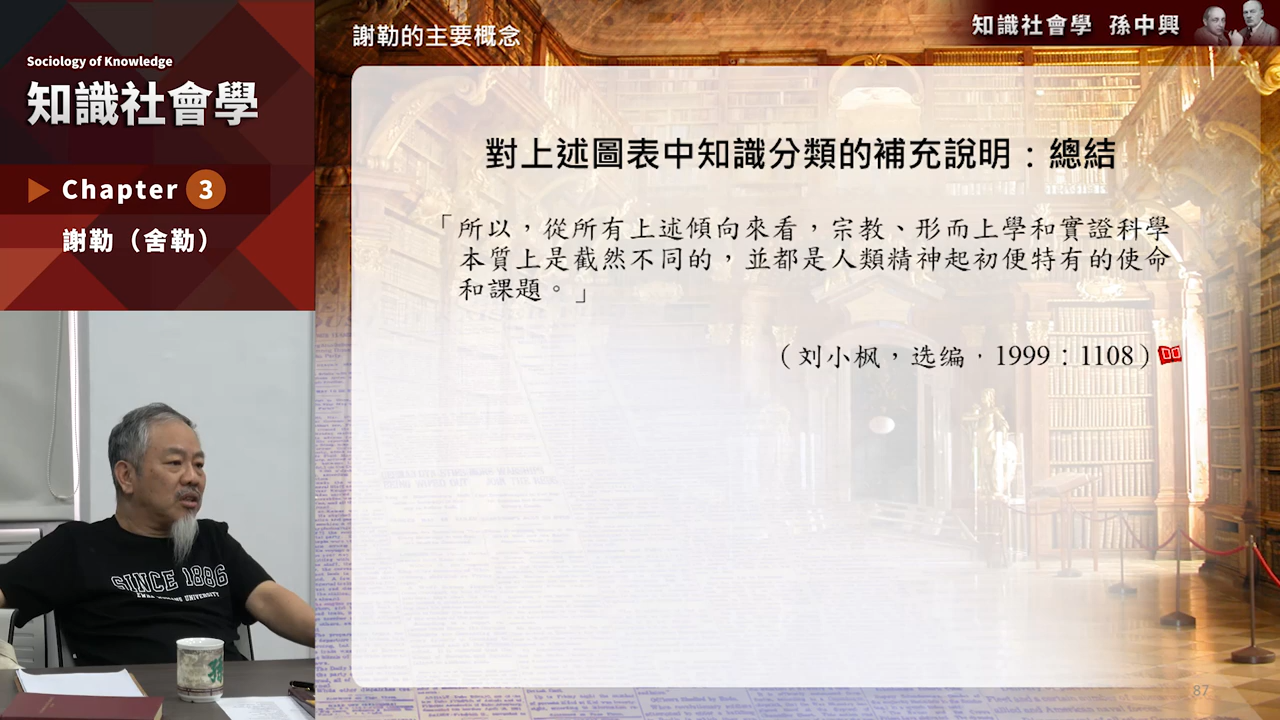 Sociology of Knowledge
知識社會學
Chapter 3
謝勒（舍勒）
謝勒的主要概念
知識社會學 孫中興
對上述圖表中知識分類的補充說明：總結
「所以，從所有上述傾向來看，宗教、形而上學和實證科學
本質上是截然不同的，並都是人類精神起初便特有的使命
和課題。」
（刘小枫，选编，1999：1108）
SINCE 1886
87